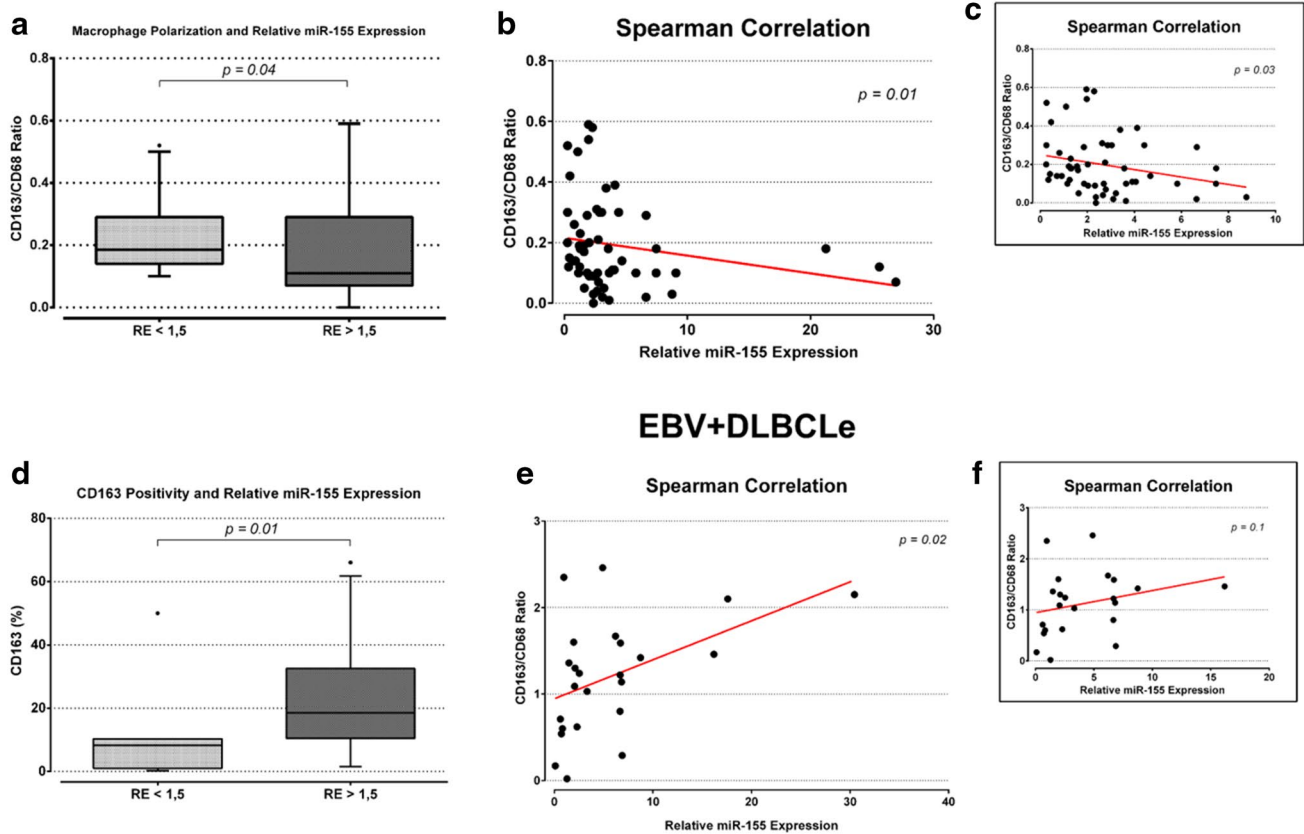 a
Macrophage Polarization and Relative miR-155 Expression
CD163/CD68 Ratio
0.8
0.6
0.4
0.2
0.0
p = 0.04
RE < 1,5
RE > 1,5
b
Spearman Correlation
CD163/CD68 Ratio
0.8
0.6
0.4
0.2
0.0
p = 0.01
0 10 20 30
Relative miR-155 Expression
c
Spearman Correlation
CD163/CD68 Ratio
0.8
0.6
0.4
0.2
0.0
p = 0.03
0 2 4 6 8 10
Relative miR-155 Expression
EBV+DLBCLe
d
CD163 Positivity and Relative miR-155 Expression
CD163 (%)
80
60
40
20
0
p = 0.01
RE < 1,5
RE > 1,5
e
Spearman Correlation
CD163/CD68 Ratio
3
2
1
0
p = 0.02
0 10 20 30 40
Relative miR-155 Expression
f
Spearman Correlation
CD163/CD68 Ratio
3
2
1
0
p = 0.1
0 5 10 15 20
Relative miR-155 Expression